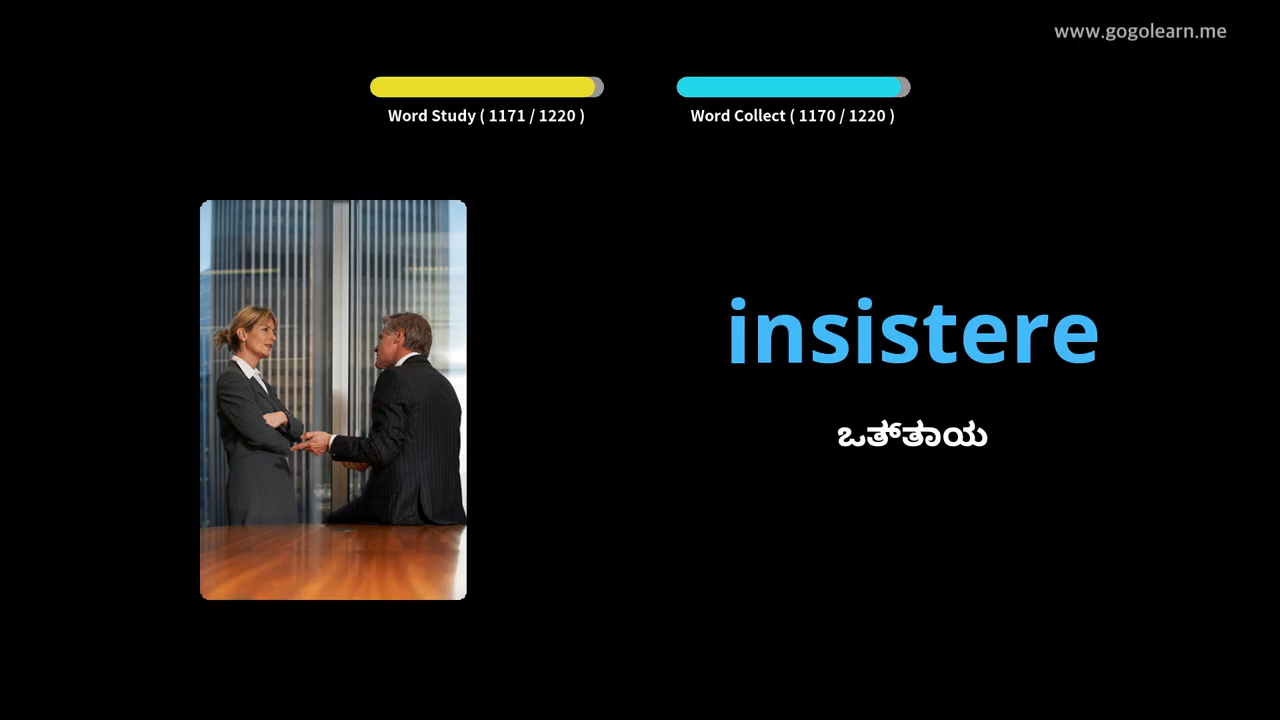 www.gogolearn.me
Word Study ( 1171 / 1220 )
Word Collect ( 1170 / 1220 )
insistere
ಒತ್ತಾಯ